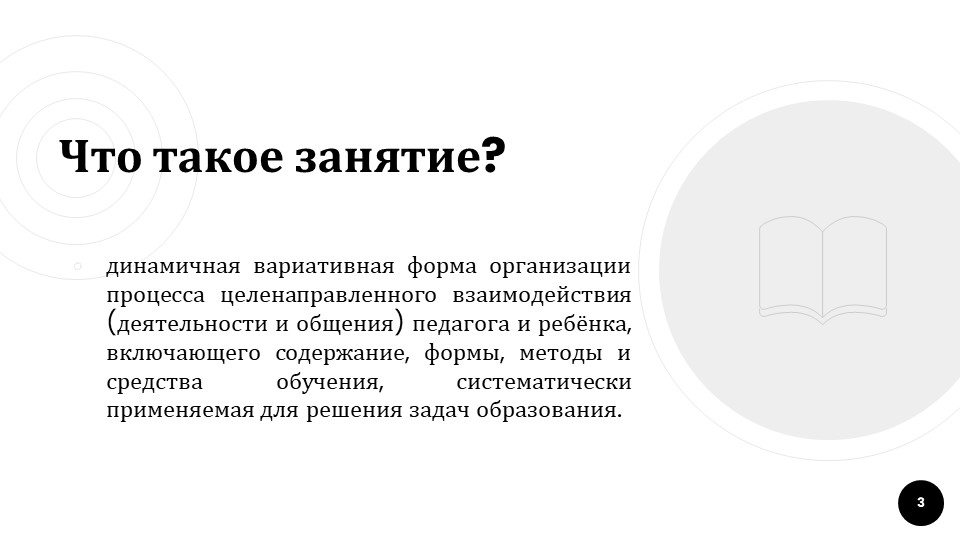 Что такое занятие?
динамичная вариативная форма организации
процесса целенаправленного взаимодействия
(деятельности и общения) педагога и ребёнка,
включающего содержание, формы, методы и
средства обучения, систематически
применяемая для решения задач образования.
3